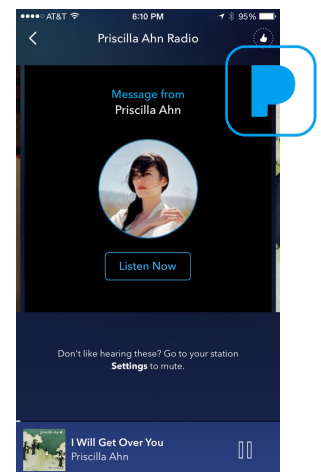 AT&T 6:10 PM 95%
Priscilla Ahn Radio
Message from
Priscilla Ahn
Listen Now
Don't like hearing these? Go to your station
Settings to mute.
I Will Get Over You
Priscilla Ahn